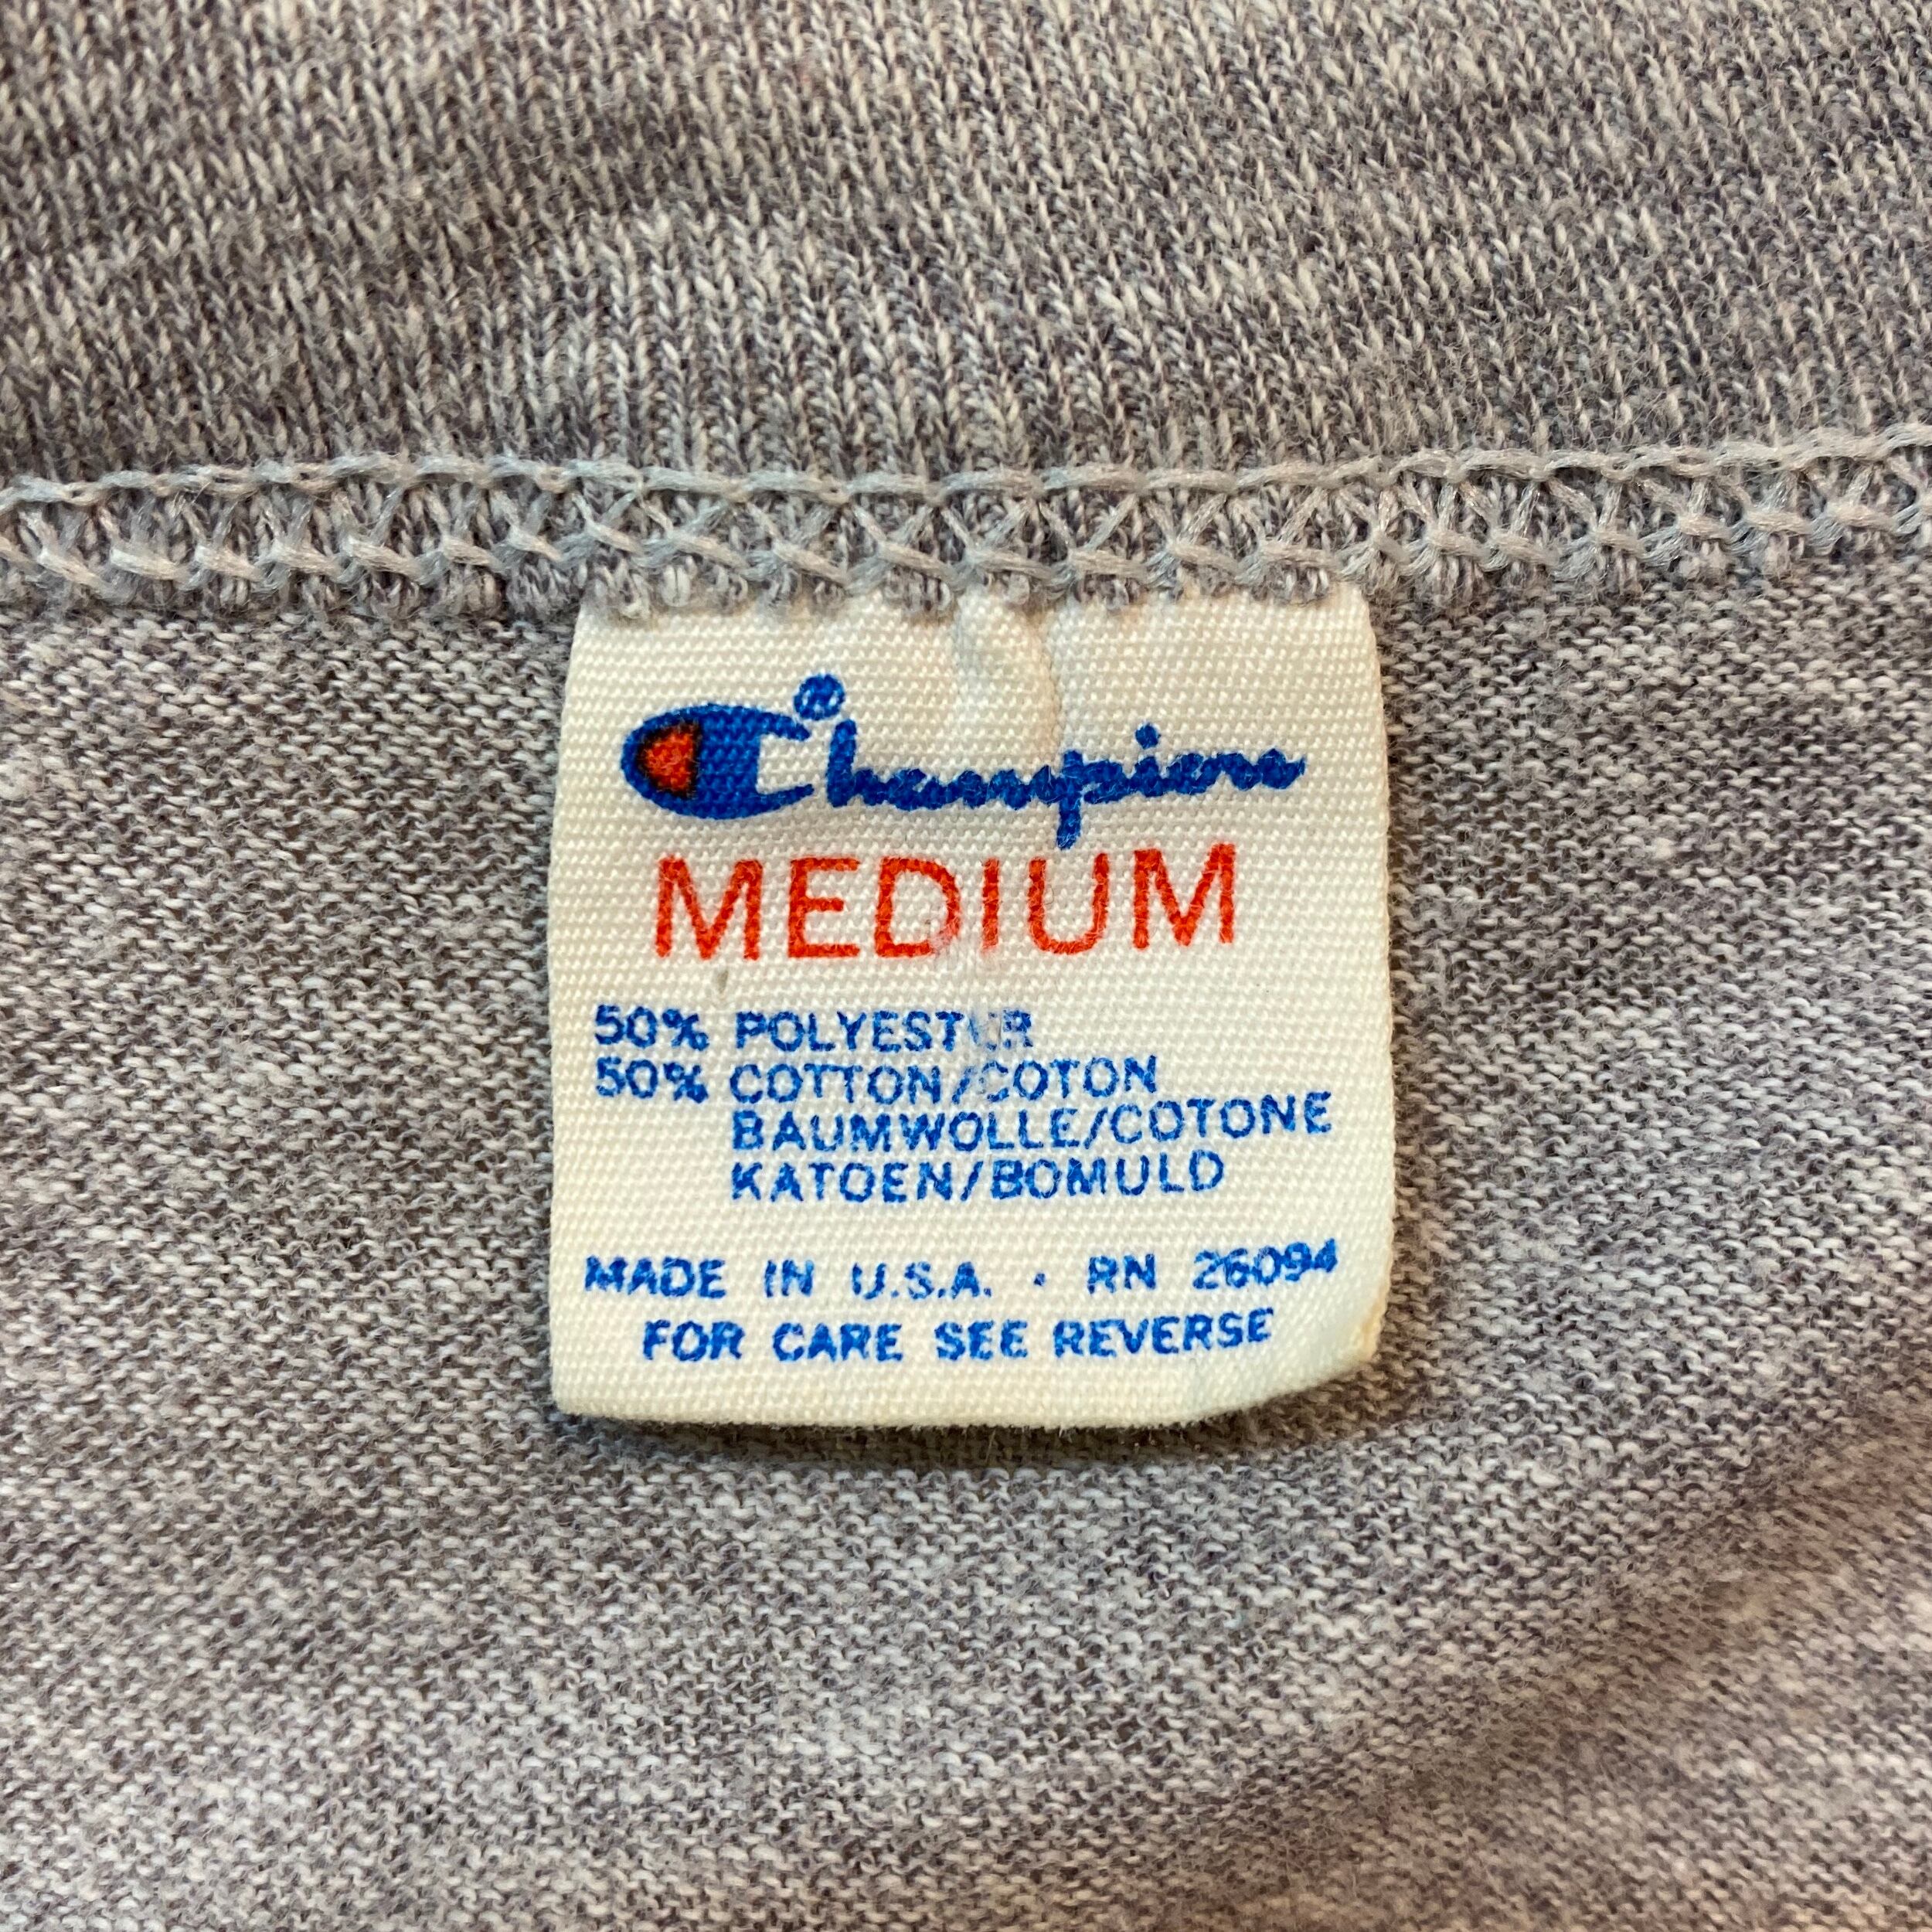 Champion®
MEDIUM
50% POLYESTER
50% COTTON/COTON
BAUMWOLLE/COTONE
KATOEN/BOMULD
MADE IN U.S.A. · RN 26094
FOR CARE SEE REVERSE